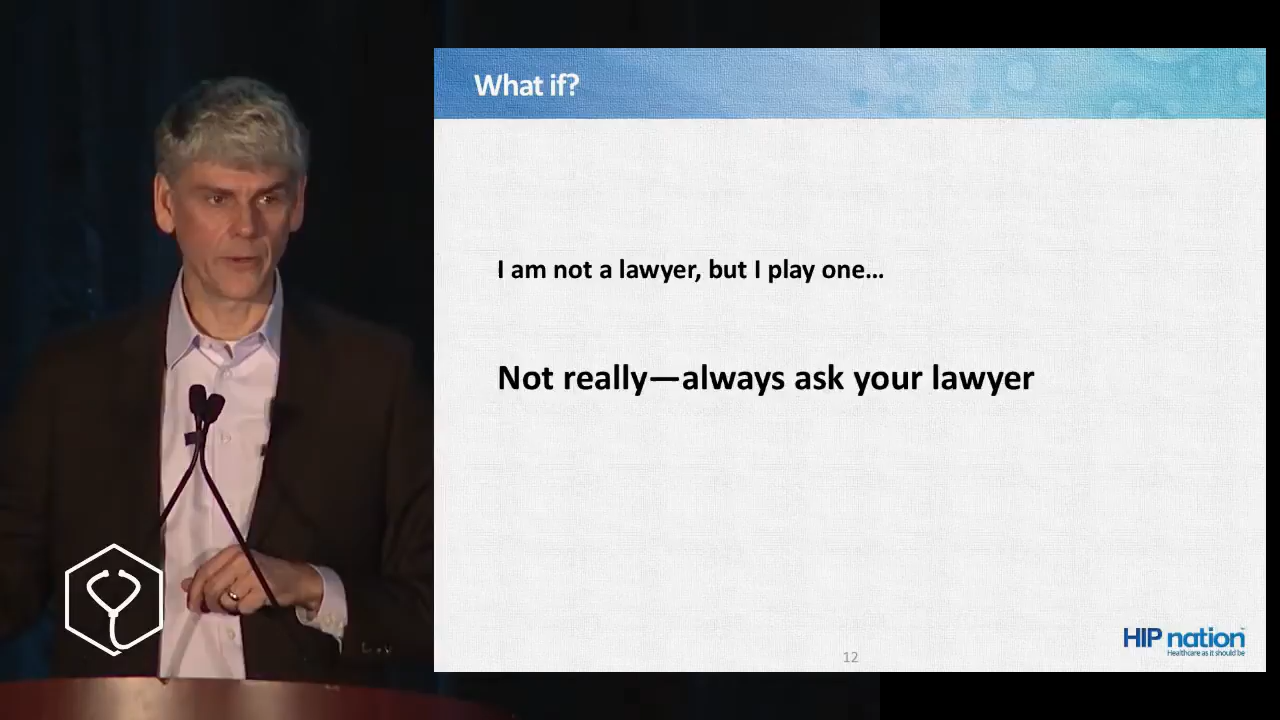 What if?
I am not a lawyer, but I play one…
Not really—always ask your lawyer
HIP nation
Healthcare as it should be
12